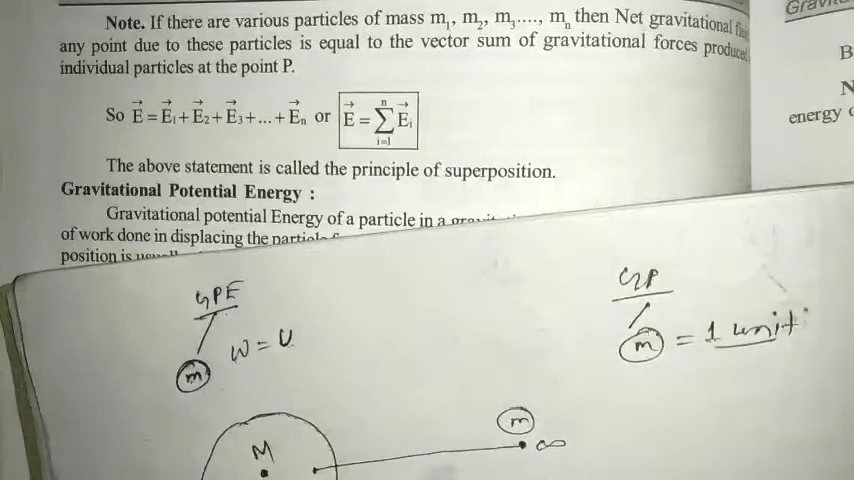 Note. If there are various particles of mass m₁, m₂, m₃...., mₙ then Net gravitational
any point due to these particles is equal to the vector sum of gravitational forces
individual particles at the point P.
So E⃗ = E⃗₁ + E⃗₂ + E⃗₃ + ... + E⃗ₙ or E⃗ = ∑ⁿᵢ₌₁ E⃗ᵢ
The above statement is called the principle of superposition.
Gravitational Potential Energy :
Gravitational potential Energy of a particle in a
of work done in displacing the
position is
B
N
energy
GPE
W = U
m
GP
m = 1 unit
M
m
∞